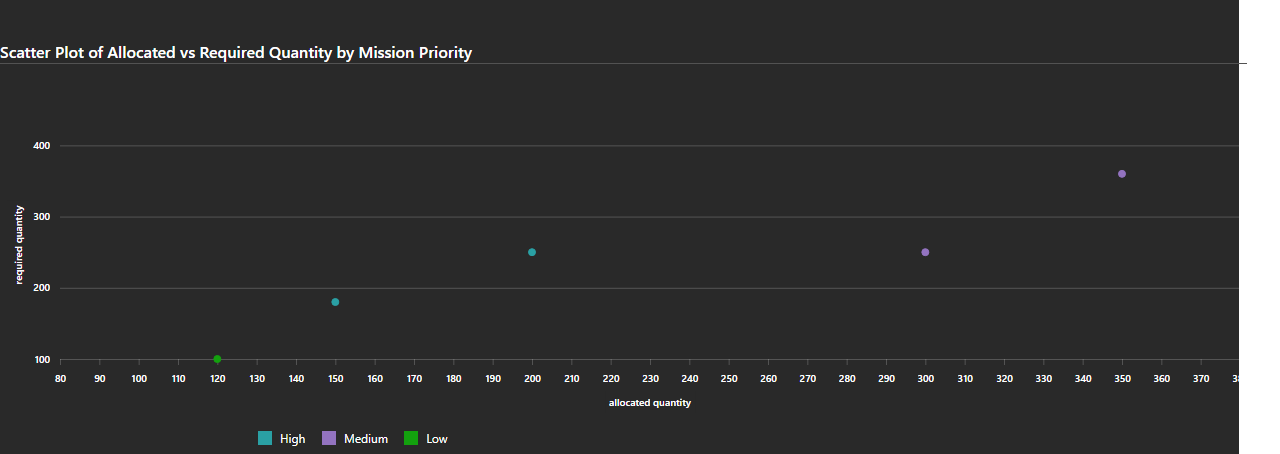 Scatter Plot of Allocated vs Required Quantity by Mission Priority
400
300
200
100
required quantity
80 90 100 110 120 130 140 150 160 170 180 190 200 210 220 230 240 250 260 270 280 290 300 310 320 330 340 350 360 370
allocated quantity
High Medium Low